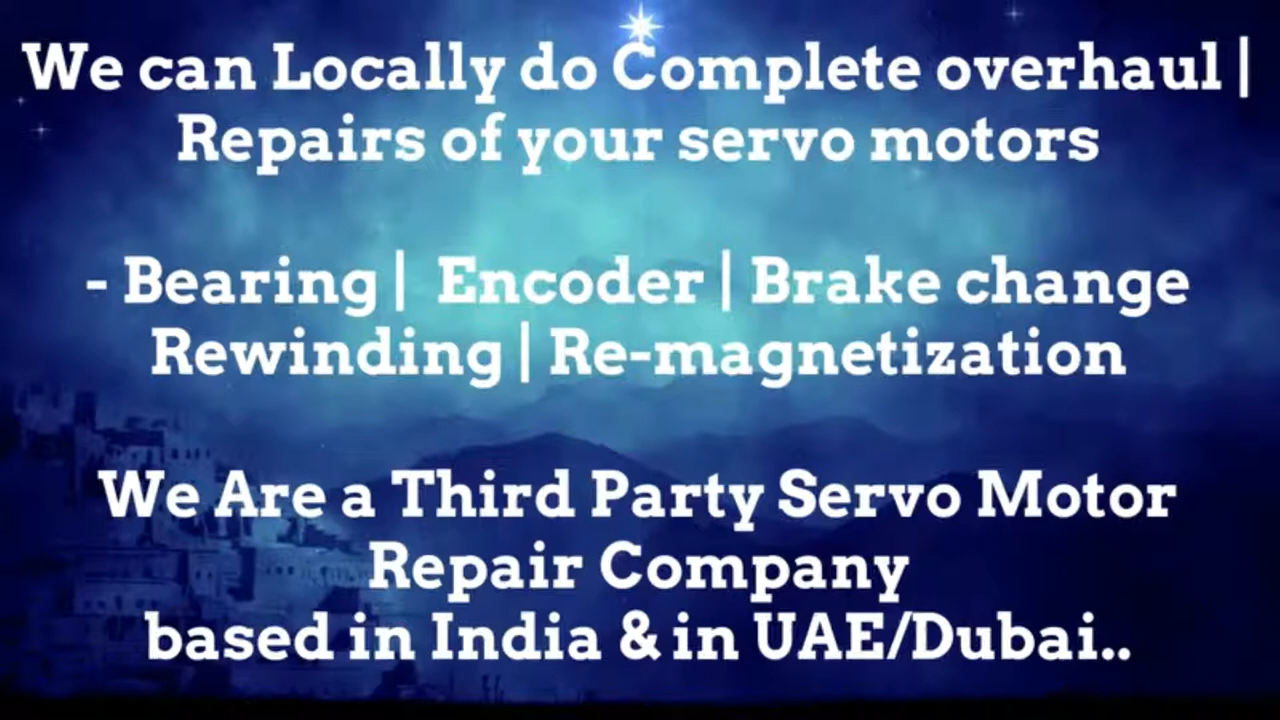 We can Locally do Complete overhaul |
Repairs of your servo motors
- Bearing | Encoder | Brake change
Rewinding | Re-magnetization
We Are a Third Party Servo Motor
Repair Company
based in India & in UAE/Dubai..